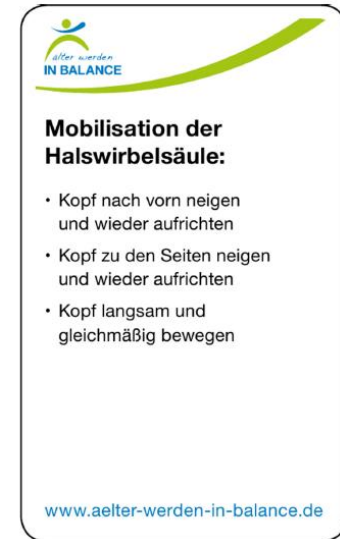 älter werden
IN BALANCE
Mobilisation der
Halswirbelsäule:
• Kopf nach vorn neigen
und wieder aufrichten
• Kopf zu den Seiten neigen
und wieder aufrichten
• Kopf langsam und
gleichmäßig bewegen
www.aelter-werden-in-balance.de